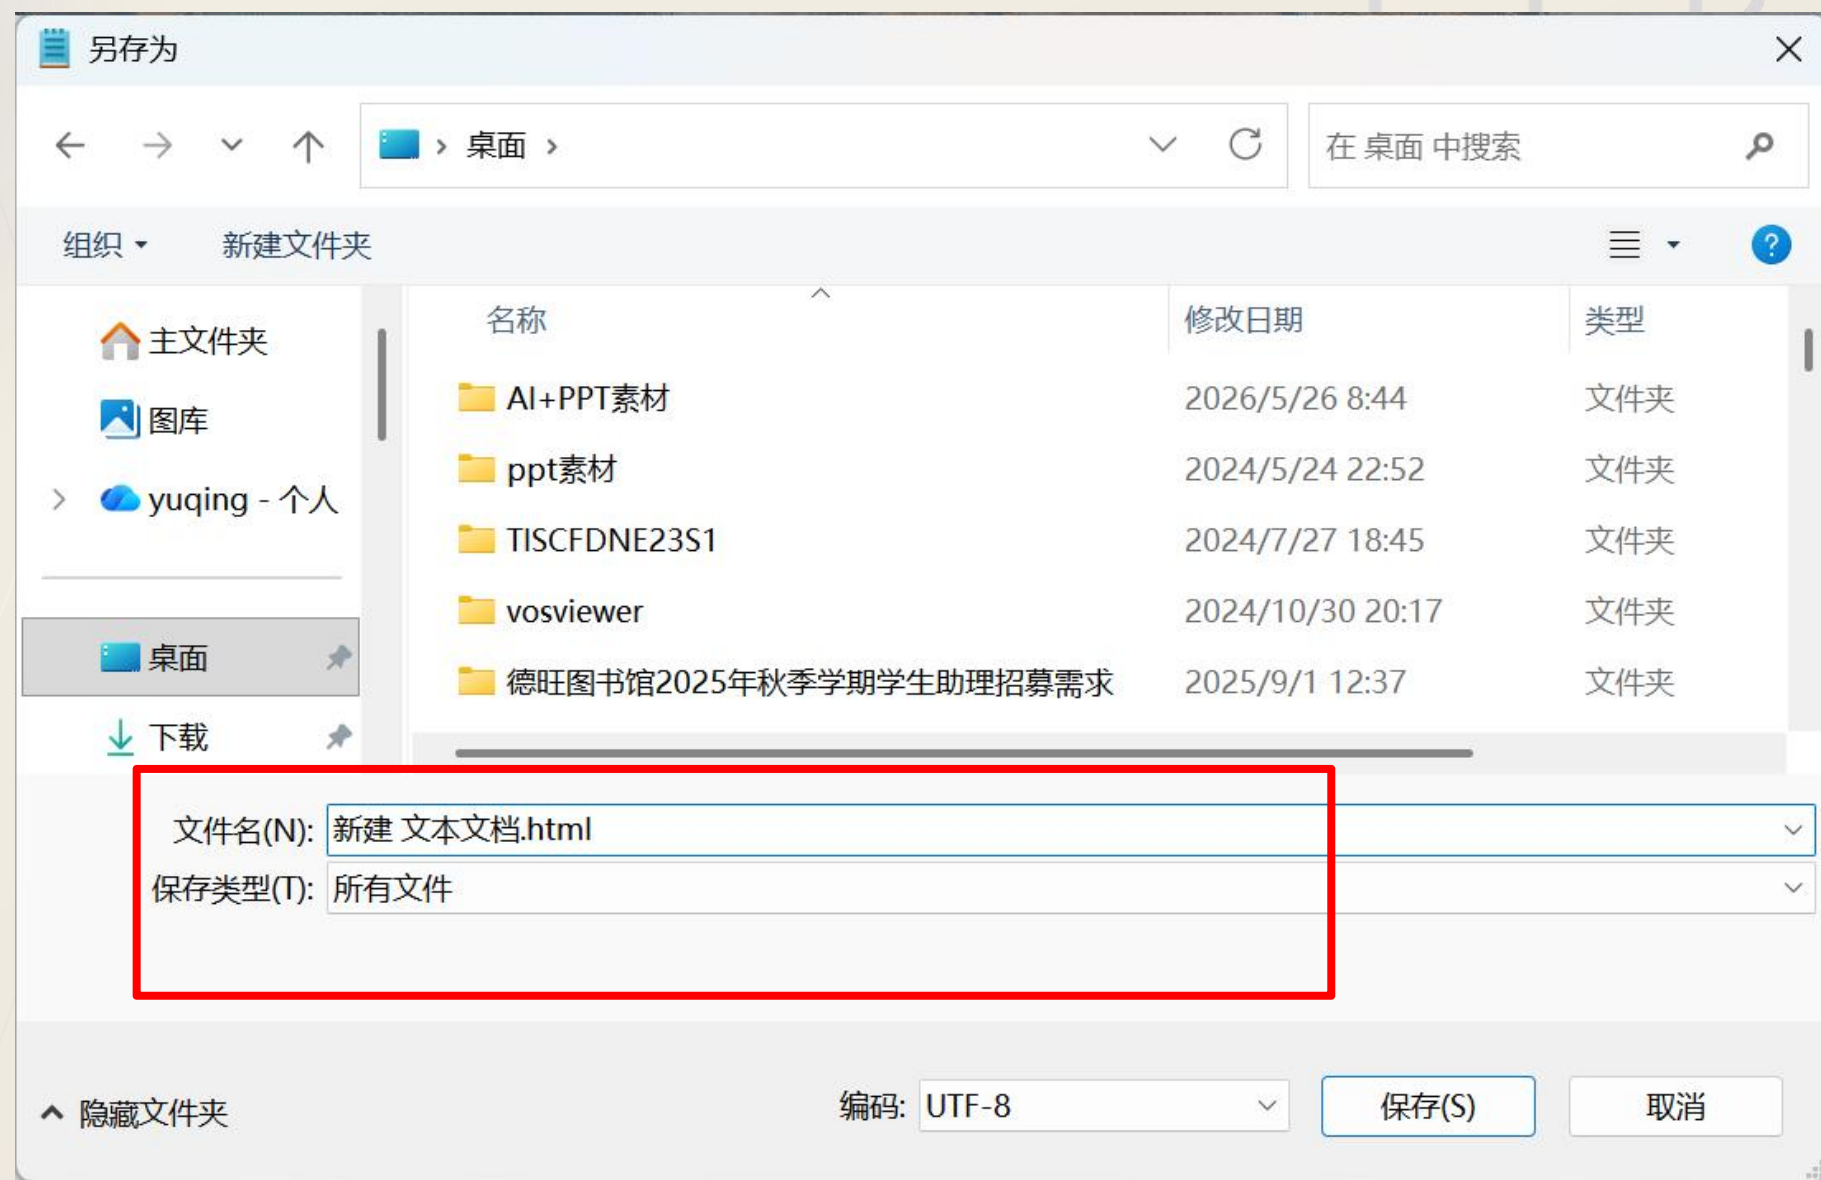 另存为
桌面
在 桌面 中搜索
组织
新建文件夹
名称 修改日期 类型
主文件夹
图库
yuqing - 个人
桌面
下载
AI+PPT素材 2026/5/26 8:44 文件夹
ppt素材 2024/5/24 22:52 文件夹
TISCFDNE23S1 2024/7/27 18:45 文件夹
vosviewer 2024/10/30 20:17 文件夹
德旺图书馆2025年秋季学期学生助理招募需求 2025/9/1 12:37 文件夹
文件名(N): 新建 文本文档.html
保存类型(T): 所有文件
隐藏文件夹
编码: UTF-8
保存(S)
取消